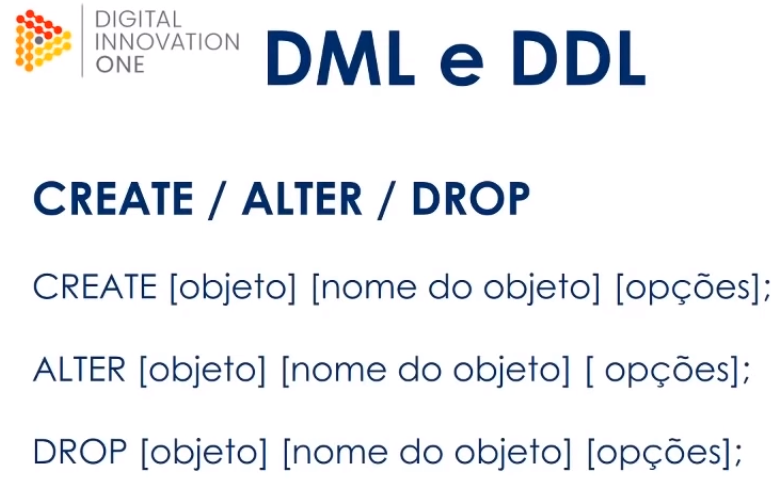 DIGITAL
INNOVATION
ONE
DML e DDL
CREATE / ALTER / DROP
CREATE [objeto] [nome do objeto] [opções];
ALTER [objeto] [nome do objeto] [ opções];
DROP [objeto] [nome do objeto] [opções];